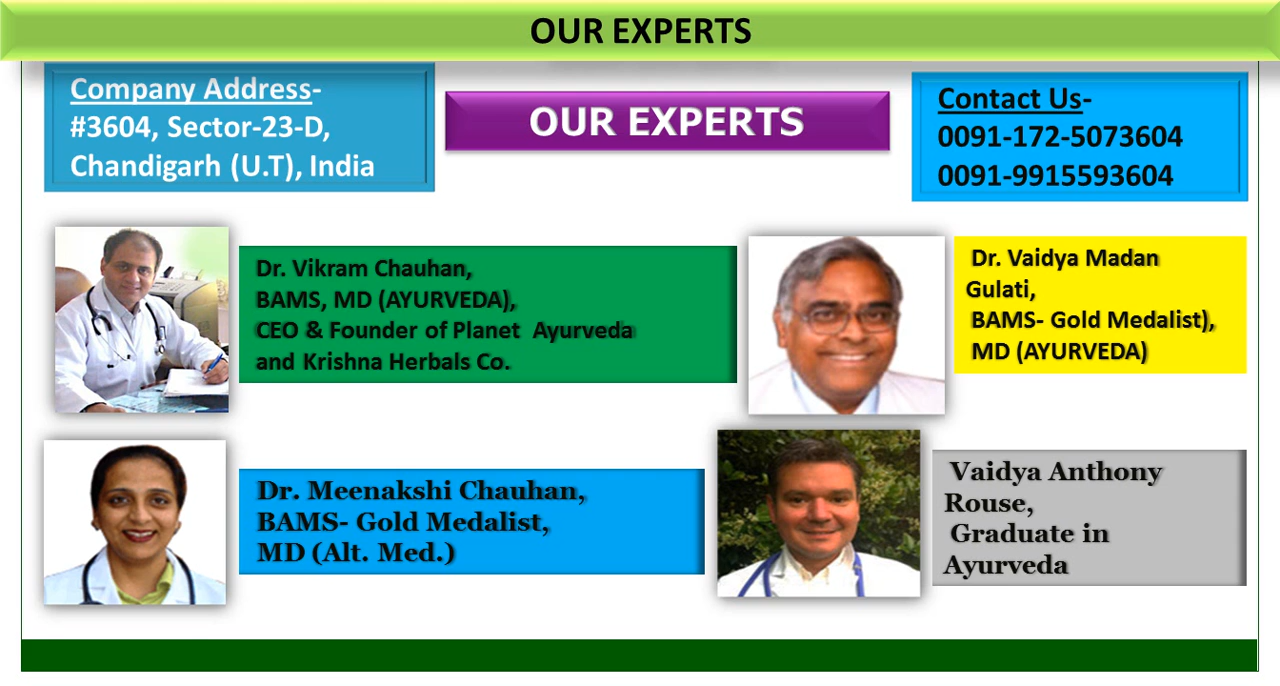 OUR EXPERTS
Company Address-
#3604, Sector-23-D,
Chandigarh (U.T), India
OUR EXPERTS
Contact Us-
0091-172-5073604
0091-9915593604
Dr. Vikram Chauhan,
BAMS, MD (AYURVEDA),
CEO & Founder of Planet Ayurveda
and Krishna Herbals Co.
Dr. Vaidya Madan
Gulati,
BAMS- Gold Medalist),
MD (AYURVEDA)
Dr. Meenakshi Chauhan,
BAMS- Gold Medalist,
MD (Alt. Med.)
Vaidya Anthony
Rouse,
Graduate in
Ayurveda